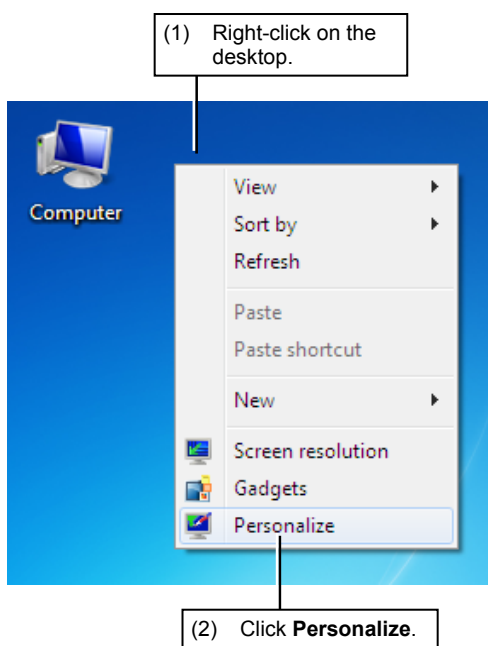 (1) Right-click on the
desktop.
Computer
View
Sort by
Refresh
Paste
Paste shortcut
New
Screen resolution
Gadgets
Personalize
(2) Click Personalize.